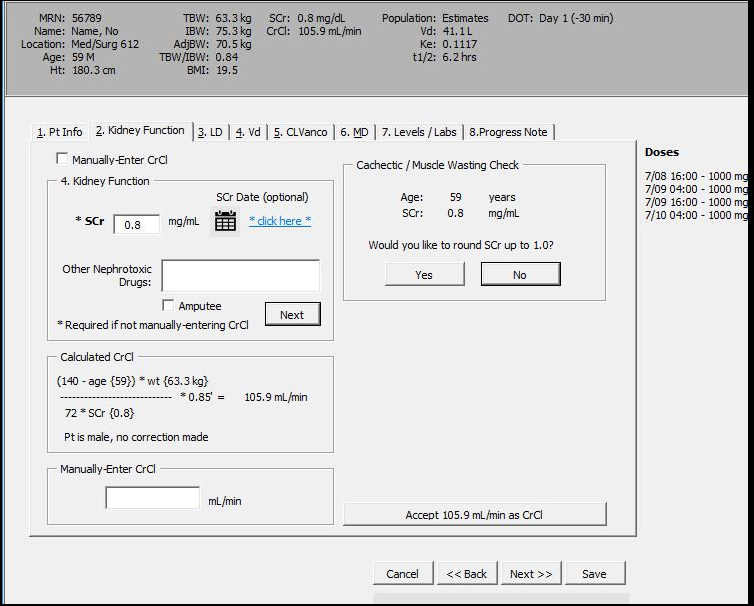 MRN: 56789 TBW: 63.3 kg SCr: 0.8 mg/dL Population: Estimates DOT: Day 1 (-30 min)
Name: Name, No IBW: 75.3 kg CrCl: 105.9 mL/min Vd: 41.1 L
Location: Med/Surg 612 AdjBW: 70.5 kg Ke: 0.1117
Age: 59 M TBW/IBW: 0.84 t1/2: 6.2 hrs
Ht: 180.3 cm BMI: 19.5
1. Pt Info 2. Kidney Function 3. LD 4. Vd 5. CLVanco 6. MD 7. Levels / Labs 8.Progress Note
Manually-Enter CrCl
4. Kidney Function
SCr Date (optional)
* SCr 0.8 mg/mL * click here *
Other Nephrotoxic
Drugs:
Amputee
Next
* Required if not manually-entering CrCl
Calculated CrCl
(140 - age {59}) * wt {63.3 kg}
---------------------------- * 0.85' = 105.9 mL/min
72 * SCr {0.8}
Pt is male, no correction made
Manually-Enter CrCl
mL/min
Cachectic / Muscle Wasting Check
Age: 59 years
SCr: 0.8 mg/mL
Would you like to round SCr up to 1.0?
Yes No
Accept 105.9 mL/min as CrCl
Doses
7/08 16:00 - 1000 mg
7/09 04:00 - 1000 mg
7/09 16:00 - 1000 mg
7/10 04:00 - 1000 mg
Cancel << Back Next >> Save